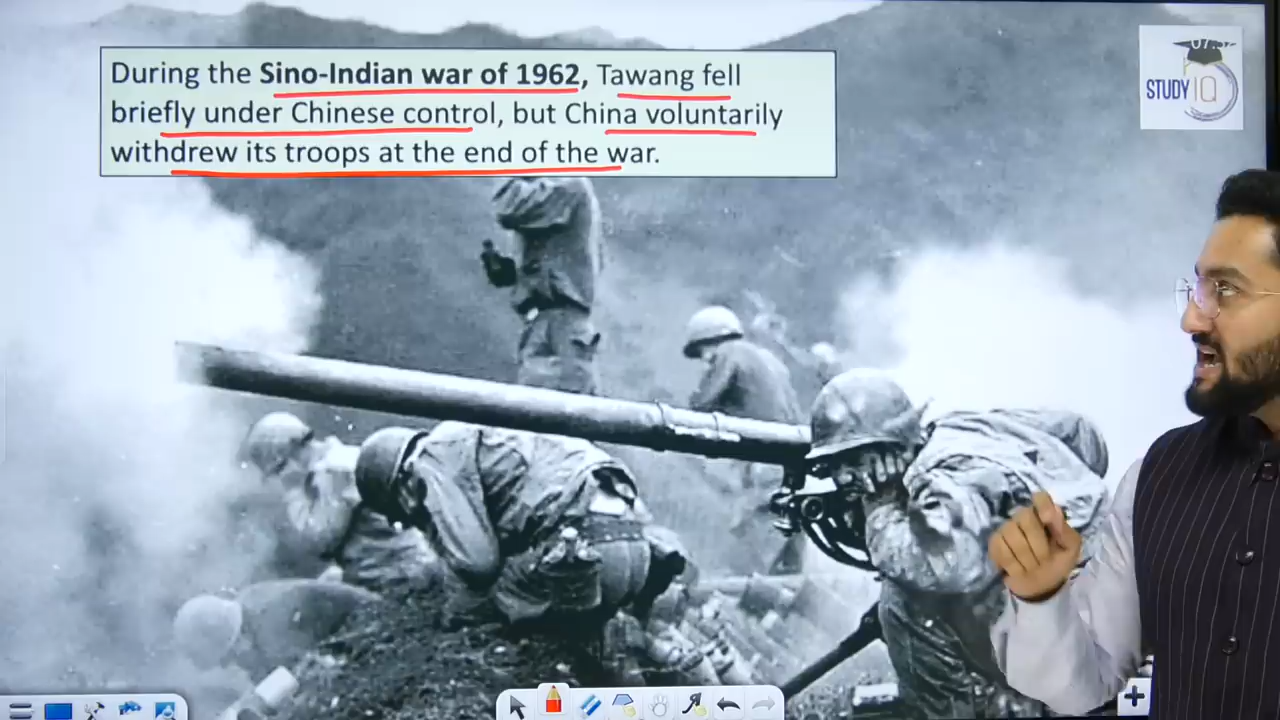 During the Sino-Indian war of 1962, Tawang fell
briefly under Chinese control, but China voluntarily
withdrew its troops at the end of the war.
STUDY IQ